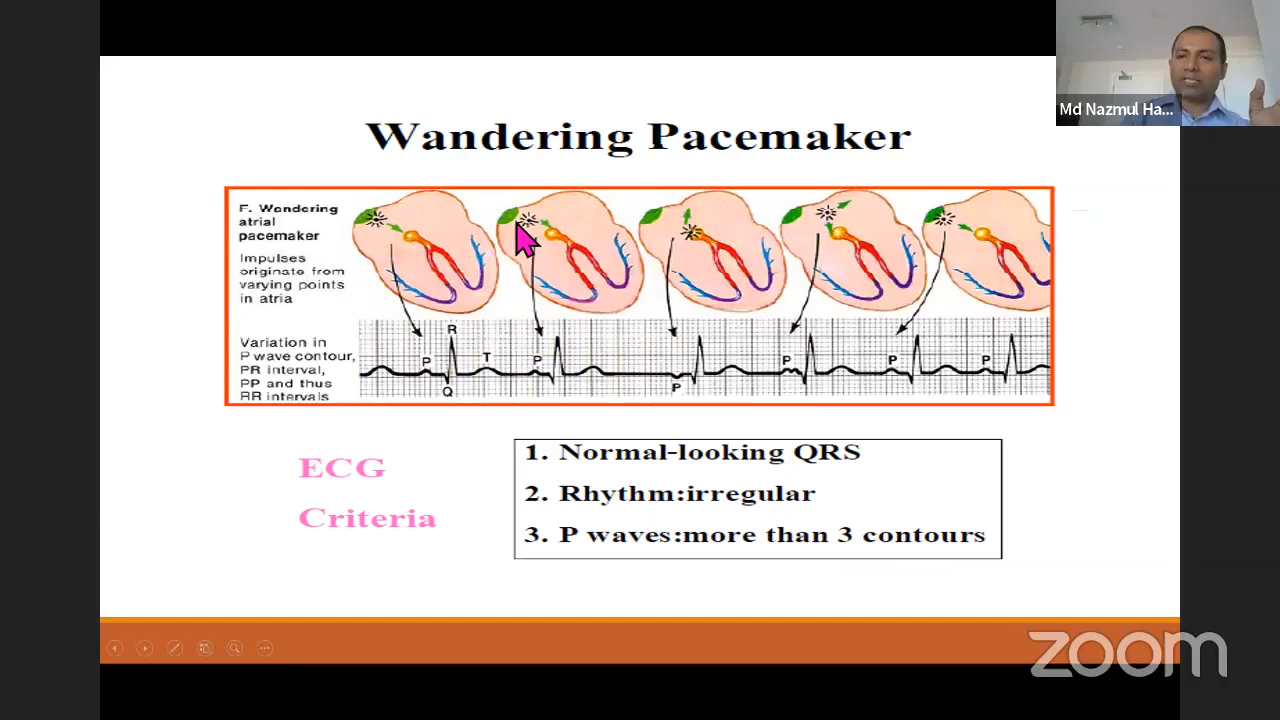 Md Nazmul Ha...
Wandering Pacemaker
F. Wandering
atrial
pacemaker
Impulses
originate from
varying points
in atria
Variation in
P wave contour,
PR interval,
PP and thus
RR intervals
R
P
T
P
P
P
P
Q
P
ECG
Criteria
1. Normal-looking QRS
2. Rhythm:irregular
3. P waves:more than 3 contours
zoom